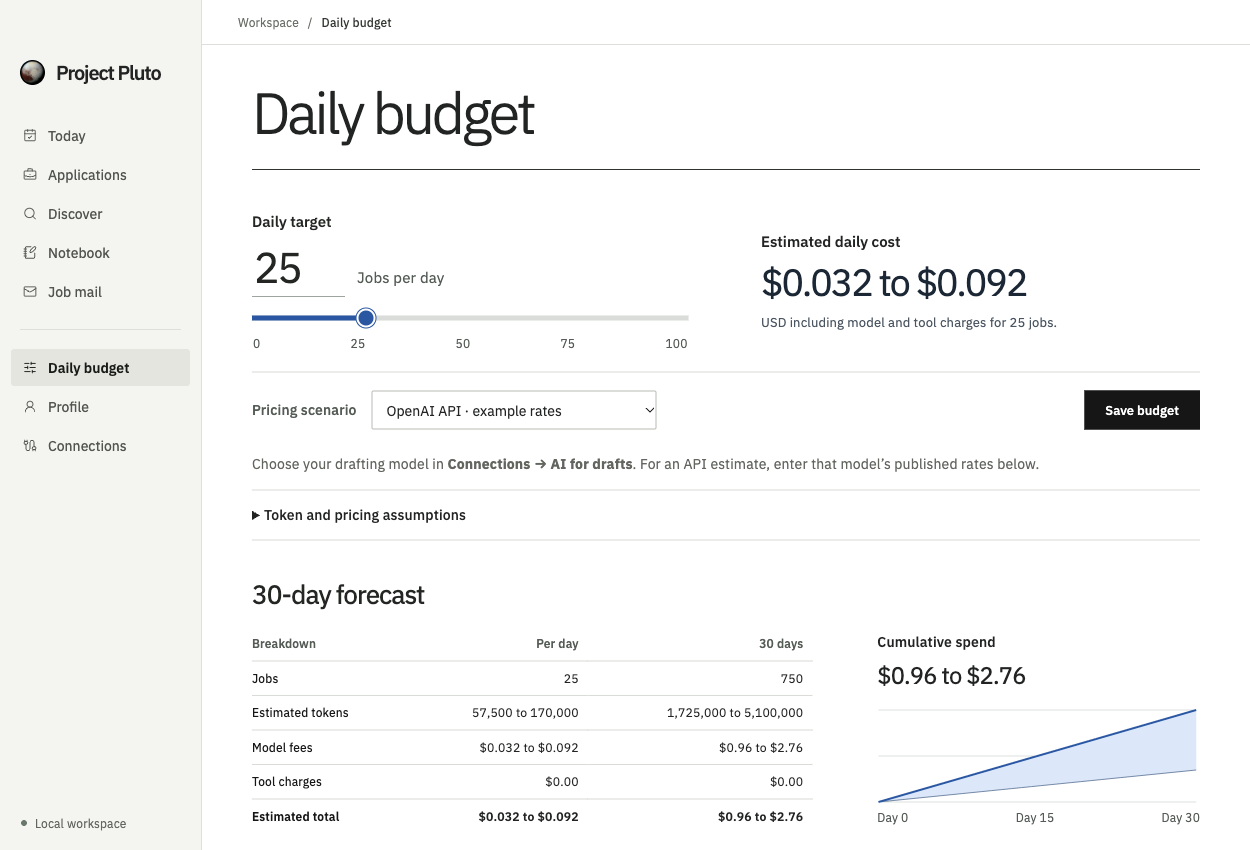 Workspace / Daily budget
Project Pluto
Today
Applications
Discover
Notebook
Job mail
Daily budget
Profile
Connections
Local workspace
Daily budget
Daily target
25 Jobs per day
0 25 50 75 100
Estimated daily cost
$0.032 to $0.092
USD including model and tool charges for 25 jobs.
Pricing scenario OpenAI API · example rates Save budget
Choose your drafting model in Connections → AI for drafts. For an API estimate, enter that model’s published rates below.
Token and pricing assumptions
30-day forecast
Breakdown Per day 30 days
Jobs 25 750
Estimated tokens 57,500 to 170,000 1,725,000 to 5,100,000
Model fees $0.032 to $0.092 $0.96 to $2.76
Tool charges $0.00 $0.00
Estimated total $0.032 to $0.092 $0.96 to $2.76
Cumulative spend
$0.96 to $2.76
Day 0 Day 15 Day 30